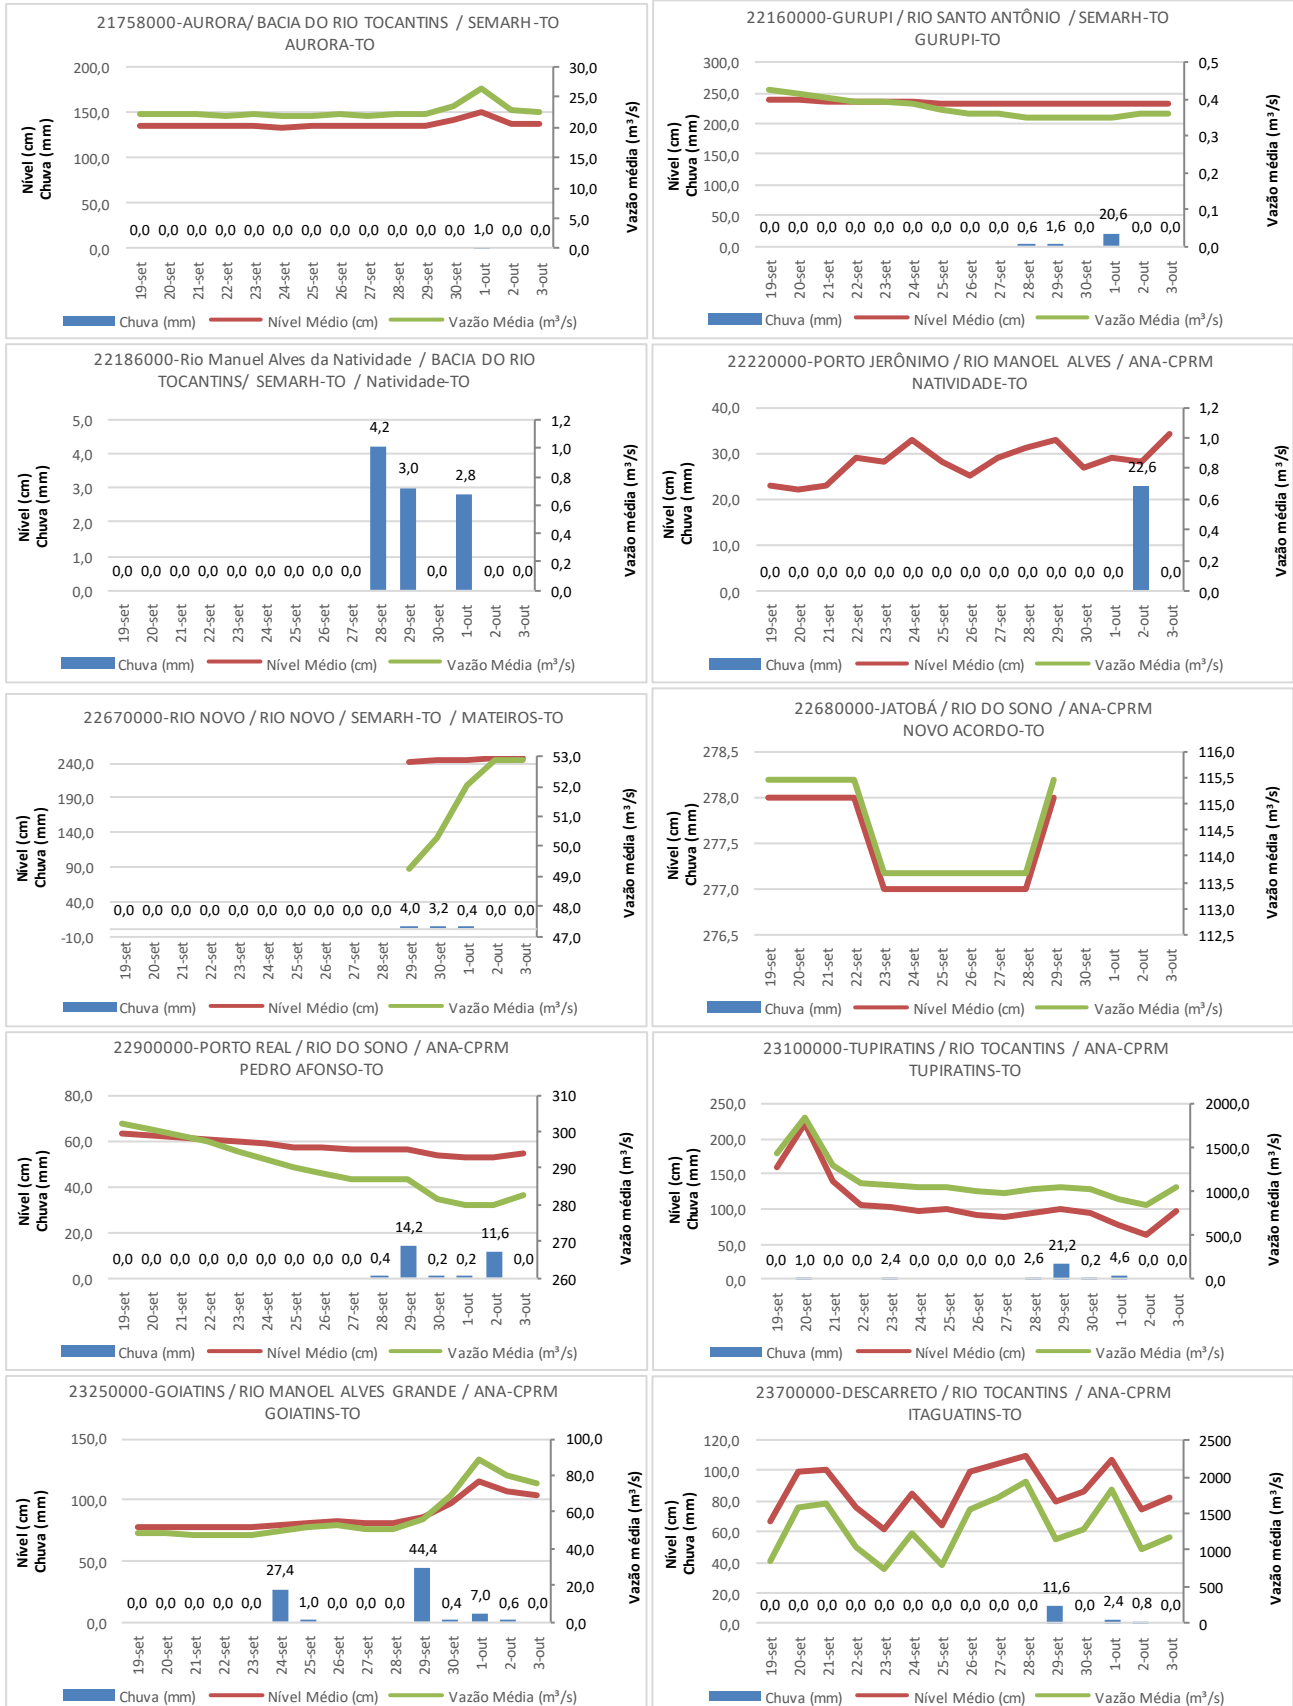 21758000-AURORA/ BACIA DO RIO TOCANTINS / SEMARH-TO
AURORA-TO
Nível (cm)
Chuva (mm)
200,0
150,0
100,0
50,0
0,0
30,0
25,0
20,0
15,0
10,0
5,0
0,0
Vazão média (m³/s)
0,0 0,0 0,0 0,0 0,0 0,0 0,0 0,0 0,0 0,0 0,0 0,0 1,0 0,0 0,0
19-set 20-set 21-set 22-set 23-set 24-set 25-set 26-set 27-set 28-set 29-set 30-set 1-out 2-out 3-out
Chuva (mm) Nível Médio (cm) Vazão Média (m³/s)
22160000-GURUPI / RIO SANTO ANTÔNIO / SEMARH-TO
GURUPI-TO
Nível (cm)
Chuva (mm)
300,0
250,0
200,0
150,0
100,0
50,0
0,0
0,5
0,4
0,3
0,2
0,1
0,0
Vazão média (m³/s)
0,0 0,0 0,0 0,0 0,0 0,0 0,0 0,0 0,0 0,6 1,6 0,0 20,6 0,0 0,0
19-set 20-set 21-set 22-set 23-set 24-set 25-set 26-set 27-set 28-set 29-set 30-set 1-out 2-out 3-out
Chuva (mm) Nível Médio (cm) Vazão Média (m³/s)
22186000-Rio Manuel Alves da Natividade / BACIA DO RIO
TOCANTINS/ SEMARH-TO / Natividade-TO
Nível (cm)
Chuva (mm)
5,0
4,0
3,0
2,0
1,0
0,0
1,2
1,0
0,8
0,6
0,4
0,2
0,0
Vazão média (m³/s)
0,0 0,0 0,0 0,0 0,0 0,0 0,0 0,0 0,0 4,2 3,0 0,0 2,8 0,0 0,0
19-set 20-set 21-set 22-set 23-set 24-set 25-set 26-set 27-set 28-set 29-set 30-set 1-out 2-out 3-out
Chuva (mm) Nível Médio (cm) Vazão Média (m³/s)
22220000-PORTO JERÔNIMO / RIO MANOEL ALVES / ANA-CPRM
NATIVIDADE-TO
Nível (cm)
Chuva (mm)
40,0
30,0
20,0
10,0
0,0
1,2
1,0
0,8
0,6
0,4
0,2
0,0
Vazão média (m³/s)
0,0 0,0 0,0 0,0 0,0 0,0 0,0 0,0 0,0 0,0 0,0 0,0 0,0 22,6 0,0
19-set 20-set 21-set 22-set 23-set 24-set 25-set 26-set 27-set 28-set 29-set 30-set 1-out 2-out 3-out
Chuva (mm) Nível Médio (cm) Vazão Média (m³/s)
22670000-RIO NOVO / RIO NOVO / SEMARH-TO / MATEIROS-TO
Nível (cm)
Chuva (mm)
240,0
190,0
140,0
90,0
40,0
-10,0
53,0
52,0
51,0
50,0
49,0
48,0
47,0
Vazão média (m³/s)
0,0 0,0 0,0 0,0 0,0 0,0 0,0 0,0 0,0 0,0 4,0 3,2 0,4 0,0 0,0
19-set 20-set 21-set 22-set 23-set 24-set 25-set 26-set 27-set 28-set 29-set 30-set 1-out 2-out 3-out
Chuva (mm) Nível Médio (cm) Vazão Média (m³/s)
22680000-JATOBÁ / RIO DO SONO / ANA-CPRM
NOVO ACORDO-TO
Nível (cm)
Chuva (mm)
278,5
278,0
277,5
277,0
276,5
116,0
115,5
115,0
114,5
114,0
113,5
113,0
112,5
Vazão média (m³/s)
19-set 20-set 21-set 22-set 23-set 24-set 25-set 26-set 27-set 28-set 29-set 30-set 1-out 2-out 3-out
Chuva (mm) Nível Médio (cm) Vazão Média (m³/s)
22900000-PORTO REAL / RIO DO SONO / ANA-CPRM
PEDRO AFONSO-TO
Nível (cm)
Chuva (mm)
80,0
60,0
40,0
20,0
0,0
310
300
290
280
270
260
Vazão média (m³/s)
0,0 0,0 0,0 0,0 0,0 0,0 0,0 0,0 0,0 0,4 14,2 0,2 0,2 11,6 0,0
19-set 20-set 21-set 22-set 23-set 24-set 25-set 26-set 27-set 28-set 29-set 30-set 1-out 2-out 3-out
Chuva (mm) Nível Médio (cm) Vazão Média (m³/s)
23100000-TUPIRATINS / RIO TOCANTINS / ANA-CPRM
TUPIRATINS-TO
Nível (cm)
Chuva (mm)
250,0
200,0
150,0
100,0
50,0
0,0
2000,0
1500,0
1000,0
500,0
0,0
Vazão média (m³/s)
0,0 1,0 0,0 0,0 2,4 0,0 0,0 0,0 0,0 2,6 21,2 0,2 4,6 0,0 0,0
19-set 20-set 21-set 22-set 23-set 24-set 25-set 26-set 27-set 28-set 29-set 30-set 1-out 2-out 3-out
Chuva (mm) Nível Médio (cm) Vazão Média (m³/s)
23250000-GOIATINS / RIO MANOEL ALVES GRANDE / ANA-CPRM
GOIATINS-TO
Nível (cm)
Chuva (mm)
150,0
100,0
50,0
0,0
100,0
80,0
60,0
40,0
20,0
0,0
Vazão média (m³/s)
0,0 0,0 0,0 0,0 0,0 27,4 1,0 0,0 0,0 0,0 44,4 0,4 7,0 0,6 0,0
19-set 20-set 21-set 22-set 23-set 24-set 25-set 26-set 27-set 28-set 29-set 30-set 1-out 2-out 3-out
Chuva (mm) Nível Médio (cm) Vazão Média (m³/s)
23700000-DESCARRETO / RIO TOCANTINS / ANA-CPRM
ITAGUATINS-TO
Nível (cm)
Chuva (mm)
120,0
100,0
80,0
60,0
40,0
20,0
0,0
2500
2000
1500
1000
500
0
Vazão média (m³/s)
0,0 0,0 0,0 0,0 0,0 0,0 0,0 0,0 0,0 0,0 11,6 0,0 2,4 0,8 0,0
19-set 20-set 21-set 22-set 23-set 24-set 25-set 26-set 27-set 28-set 29-set 30-set 1-out 2-out 3-out
Chuva (mm) Nível Médio (cm) Vazão Média (m³/s)